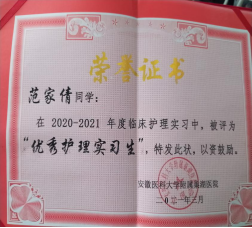 荣誉证书
范家倩同学：
在 2020-2021 年度临床护理实习中，被评为
“优秀护理实习生”，特发此状，以资鼓励。
安徽医科大学附属巢湖医院
二〇二一年二月